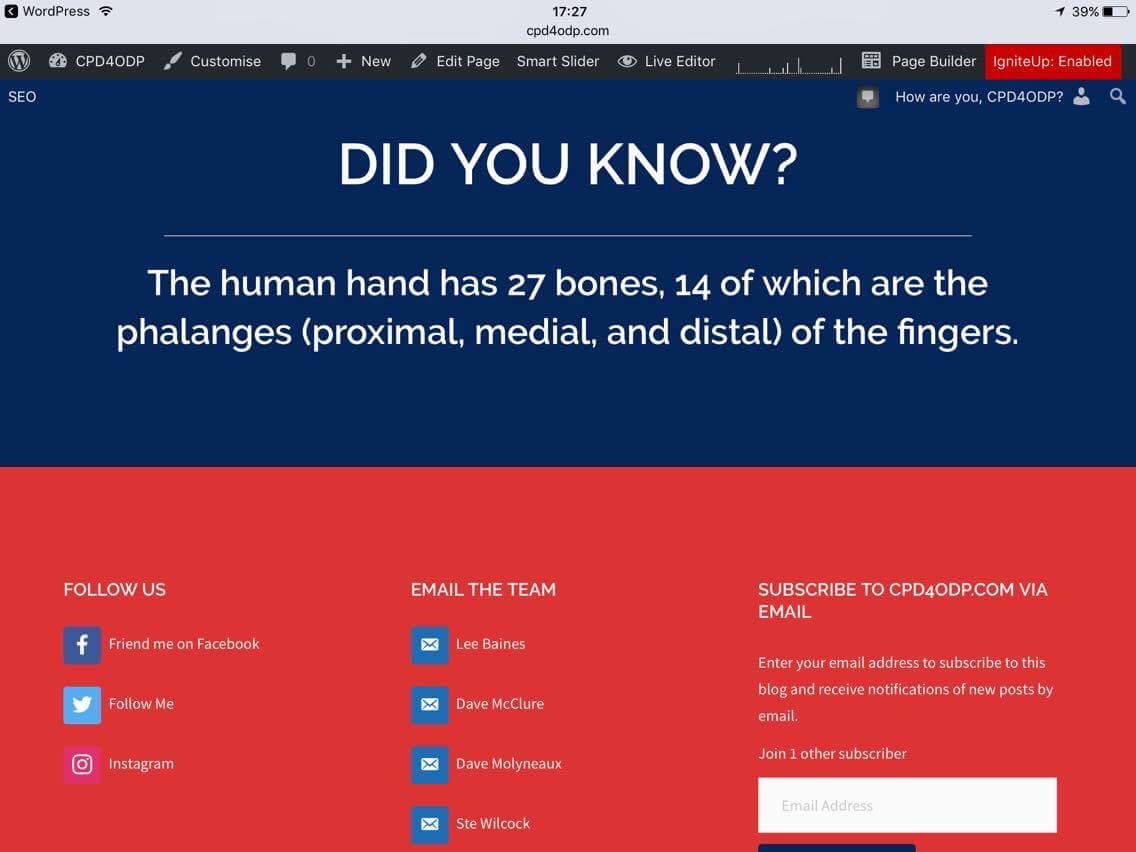 WordPress
17:27
39%
cpd4odp.com
CPD4ODP Customise 0 New Edit Page Smart Slider Live Editor Page Builder IgniteUp: Enabled
SEO
How are you, CPD4ODP?
DID YOU KNOW?
The human hand has 27 bones, 14 of which are the
phalanges (proximal, medial, and distal) of the fingers.
FOLLOW US
Friend me on Facebook
Follow Me
Instagram
EMAIL THE TEAM
Lee Baines
Dave McClure
Dave Molyneaux
Ste Wilcock
SUBSCRIBE TO CPD4ODP.COM VIA
EMAIL
Enter your email address to subscribe to this
blog and receive notifications of new posts by
email.
Join 1 other subscriber
Email Address